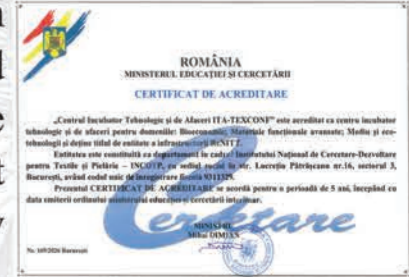 ROMÂNIA
MINISTERUL EDUCAȚIEI ȘI CERCETĂRII
CERTIFICAT DE ACREDITARE
„Centrul Incubator Tehnologic și de Afaceri ITA-TEXCONF” este acreditat ca centru incubator
tehnologic și de afaceri pentru domeniile: Bioeconomie; Materiale funcționale avansate; Mediu și eco-
tehnologii și deține titlul de entitate a infrastructurii ReNITT.
Entitatea este constituită ca departament în cadrul Institutului Național de Cercetare-Dezvoltare
pentru Textile și Pielărie – INCDTP, cu sediul social în str. Lucrețiu Pătrășcanu nr.16, sectorul 3,
București, având codul unic de înregistrare fiscală 9311329.
Prezentul CERTIFICAT DE ACREDITARE se acordă pentru o perioadă de 5 ani, începând cu
data emiterii ordinului ministrului educației și cercetării interimar.
Cercetare
MINISTRU
Mihai DIMIAN
No. 169/2026 București